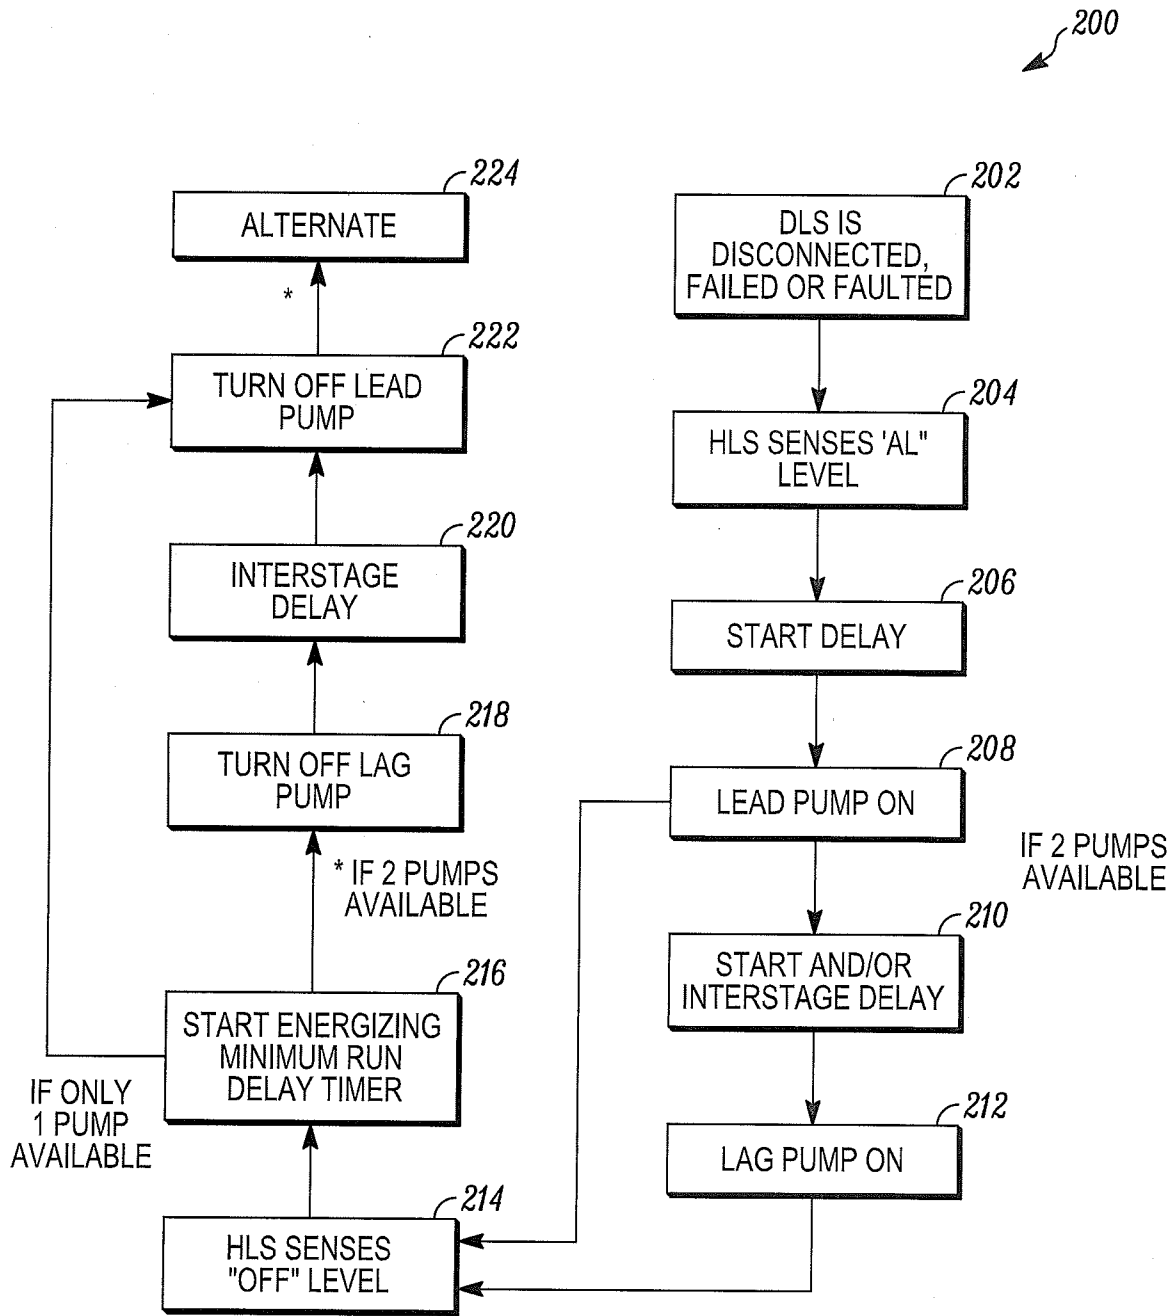 200
202
DLS IS
DISCONNECTED,
FAILED OR FAULTED
204
HLS SENSES 'AL"
LEVEL
206
START DELAY
208
LEAD PUMP ON
IF 2 PUMPS
AVAILABLE
210
START AND/OR
INTERSTAGE DELAY
212
LAG PUMP ON
214
HLS SENSES
"OFF" LEVEL
216
START ENERGIZING
MINIMUM RUN
DELAY TIMER
IF ONLY
1 PUMP
AVAILABLE
* IF 2 PUMPS
AVAILABLE
218
TURN OFF LAG
PUMP
220
INTERSTAGE
DELAY
222
TURN OFF LEAD
PUMP
*
224
ALTERNATE